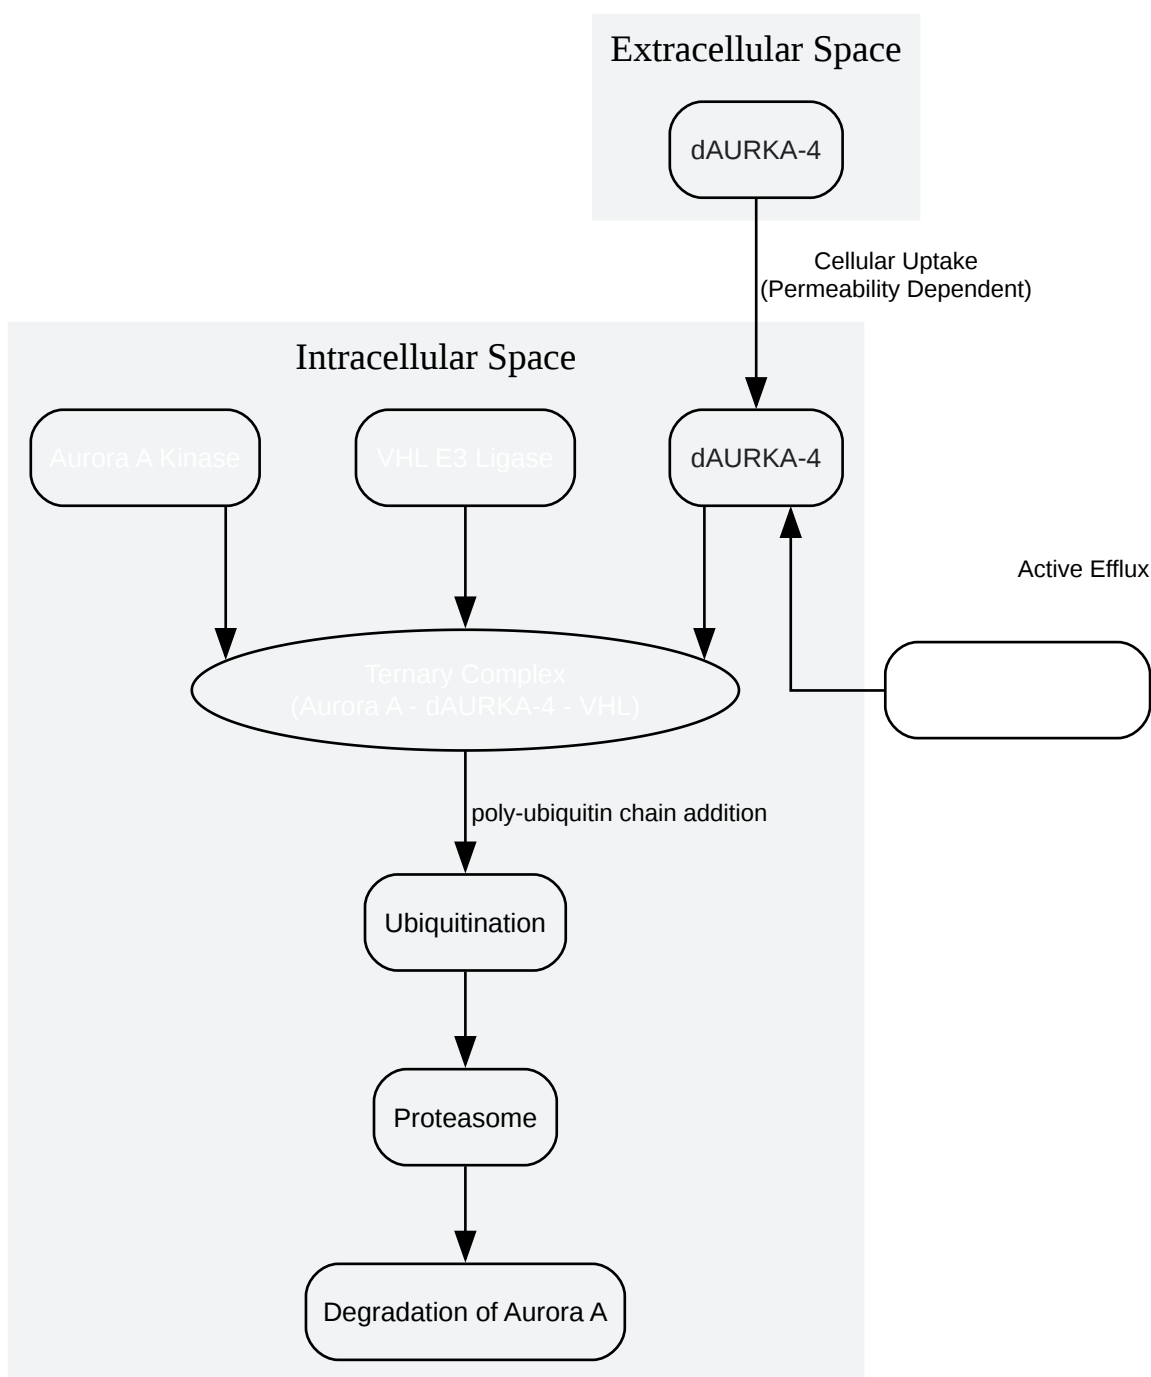 Extracellular Space
dAURKA-4
Cellular Uptake
(Permeability Dependent)
Intracellular Space
Aurora A Kinase
VHL E3 Ligase
dAURKA-4
Active Efflux
Ternary Complex
(Aurora A - dAURKA-4 - VHL)
poly-ubiquitin chain addition
Ubiquitination
Proteasome
Degradation of Aurora A